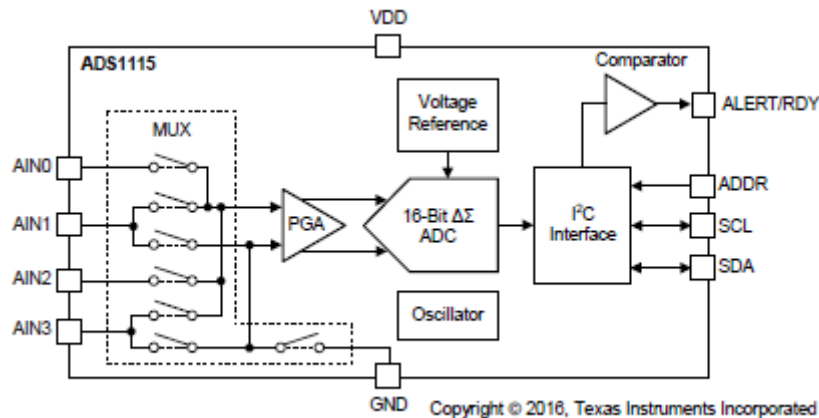 VDD
ADS1115
Comparator
Voltage
Reference
ALERT/RDY
MUX
AIN0
ADDR
PGA
16-Bit ΔΣ
ADC
I²C
Interface
AIN1
SCL
AIN2
SDA
Oscillator
AIN3
GND
Copyright © 2016, Texas Instruments Incorporated